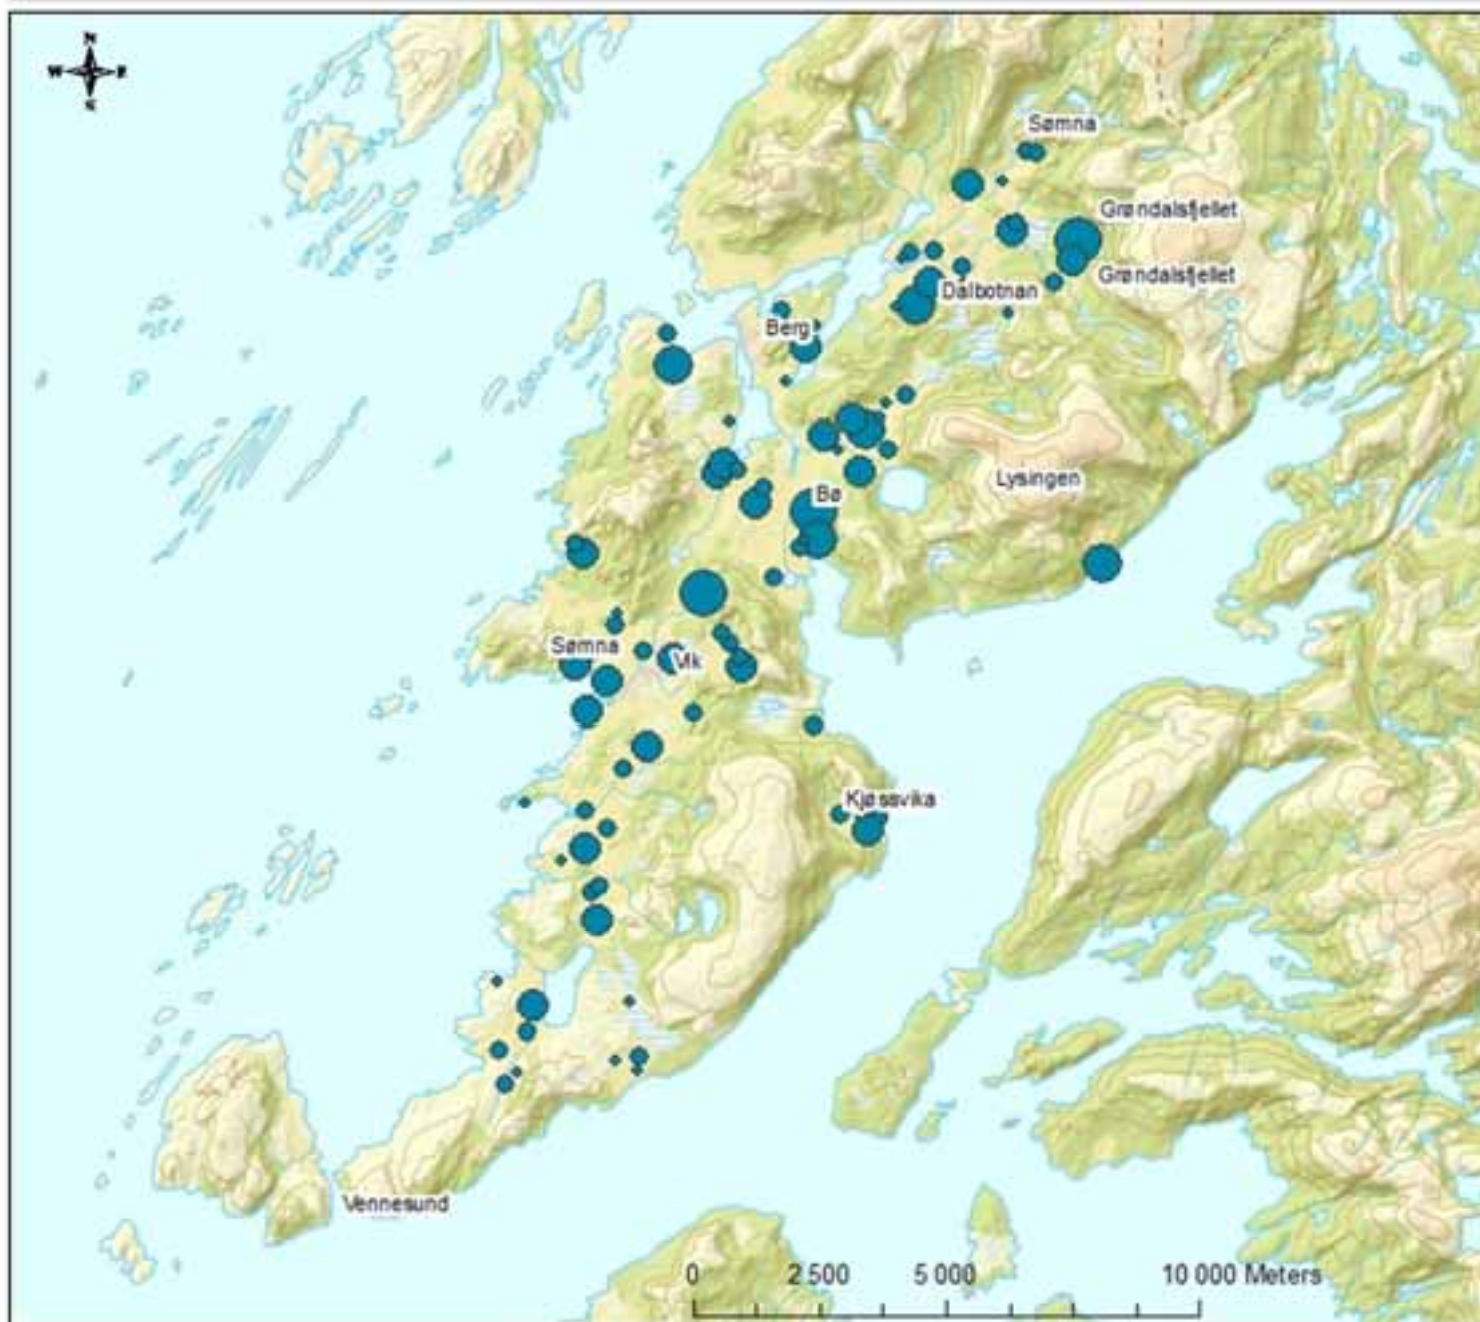 N
W E
S
Sømna
Grøndalsfjellet
Grøndalsfjellet
Dalbotnan
Berg
Lysingen
Bø
Sømna
Vik
Kjøssvika
Vennesund
0 2 500 5 000 10 000 Meters